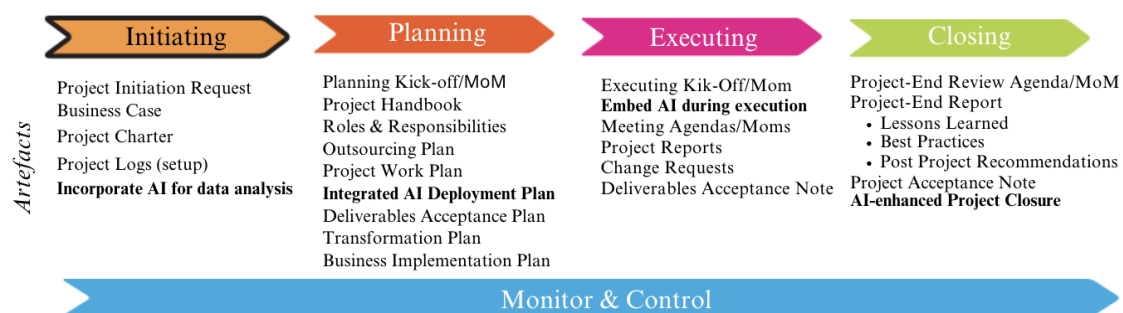 Initiating
Planning
Executing
Closing
Artefacts
Project Initiation Request
Business Case
Project Charter
Project Logs (setup)
Incorporate AI for data analysis
Planning Kick-off/MoM
Project Handbook
Roles & Responsibilities
Outsourcing Plan
Project Work Plan
Integrated AI Deployment Plan
Deliverables Acceptance Plan
Transformation Plan
Business Implementation Plan
Executing Kik-Off/Mom
Embed AI during execution
Meeting Agendas/Moms
Project Reports
Change Requests
Deliverables Acceptance Note
Project-End Review Agenda/MoM
Project-End Report
• Lessons Learned
• Best Practices
• Post Project Recommendations
Project Acceptance Note
AI-enhanced Project Closure
Monitor & Control